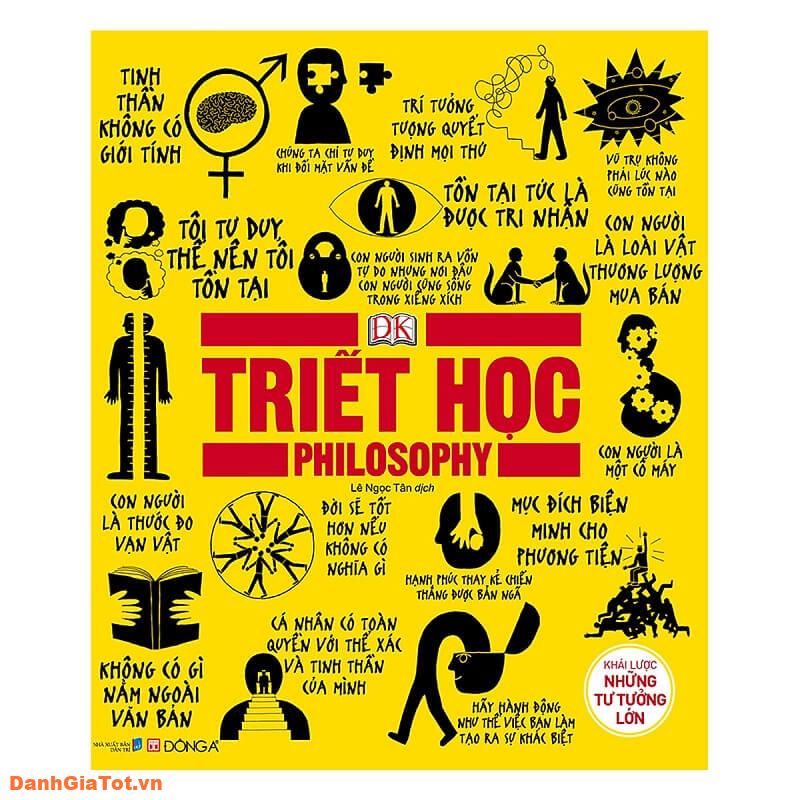 TINH
THẦN
KHÔNG CÓ
GIỚI TÍNH
CHÚNG TA CHỈ TƯ DUY
KHI ĐỐI MẶT VẤN ĐỀ
TRÍ TƯỞNG
TƯỢNG QUYẾT
ĐỊNH MỌI THỨ
VŨ TRỤ KHÔNG
PHẢI LÚC NÀO
CŨNG TỒN TẠI
TÔI TƯ DUY,
THẾ NÊN TÔI
TỒN TẠI
TỒN TẠI TỨC LÀ
ĐƯỢC TRI NHẬN
CON NGƯỜI SINH RA VỐN
TỰ DO NHƯNG NƠI ĐÂU
CON NGƯỜI CŨNG SỐNG
TRONG XIỀNG XÍCH
CON NGƯỜI
LÀ LOÀI VẬT
THƯƠNG LƯỢNG
MUA BÁN
DK
TRIẾT HỌC
PHILOSOPHY
Lê Ngọc Tân dịch
CON NGƯỜI LÀ
MỘT CỖ MÁY
CON NGƯỜI
LÀ THƯỚC ĐO
VẠN VẬT
ĐỜI SẼ TỐT
HƠN NẾU
KHÔNG CÓ
NGHĨA GÌ
MỤC ĐÍCH BIỆN
MINH CHO
PHƯƠNG TIỆN
HẠNH PHÚC THAY KẺ CHIẾN
THẮNG ĐƯỢC BẢN NGÃ
KHÔNG CÓ GÌ
NẰM NGOÀI
VĂN BẢN
CÁ NHÂN CÓ TOÀN
QUYỀN VỚI THỂ XÁC
VÀ TINH THẦN
CỦA MÌNH
HÃY HÀNH ĐỘNG
NHƯ THỂ VIỆC BẠN LÀM
TẠO RA SỰ KHÁC BIỆT
KHÁI LƯỢC
NHỮNG
TƯ TƯỞNG
LỚN
NHÀ XUẤT BẢN
DÂN TRÍ
ĐÔNG A
DanhGiaTot.vn